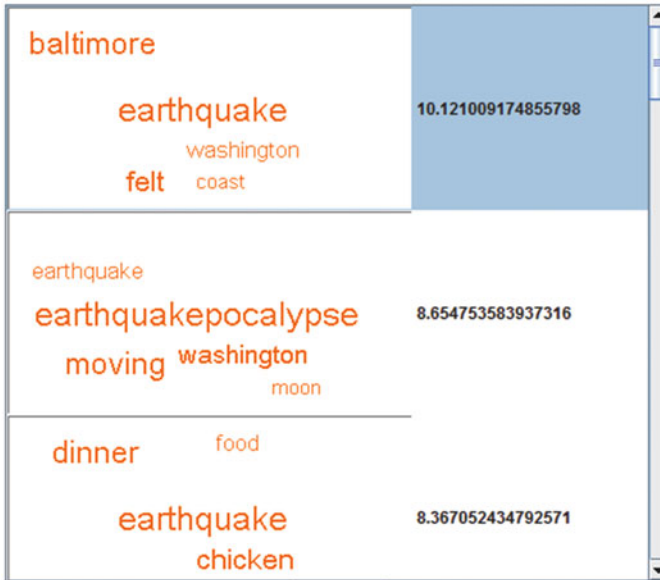 baltimore
earthquake
10.121009174855798
washington
felt coast
earthquake
earthquakepocalypse
8.654753583937316
moving washington
moon
dinner food
earthquake
8.367052434792571
chicken